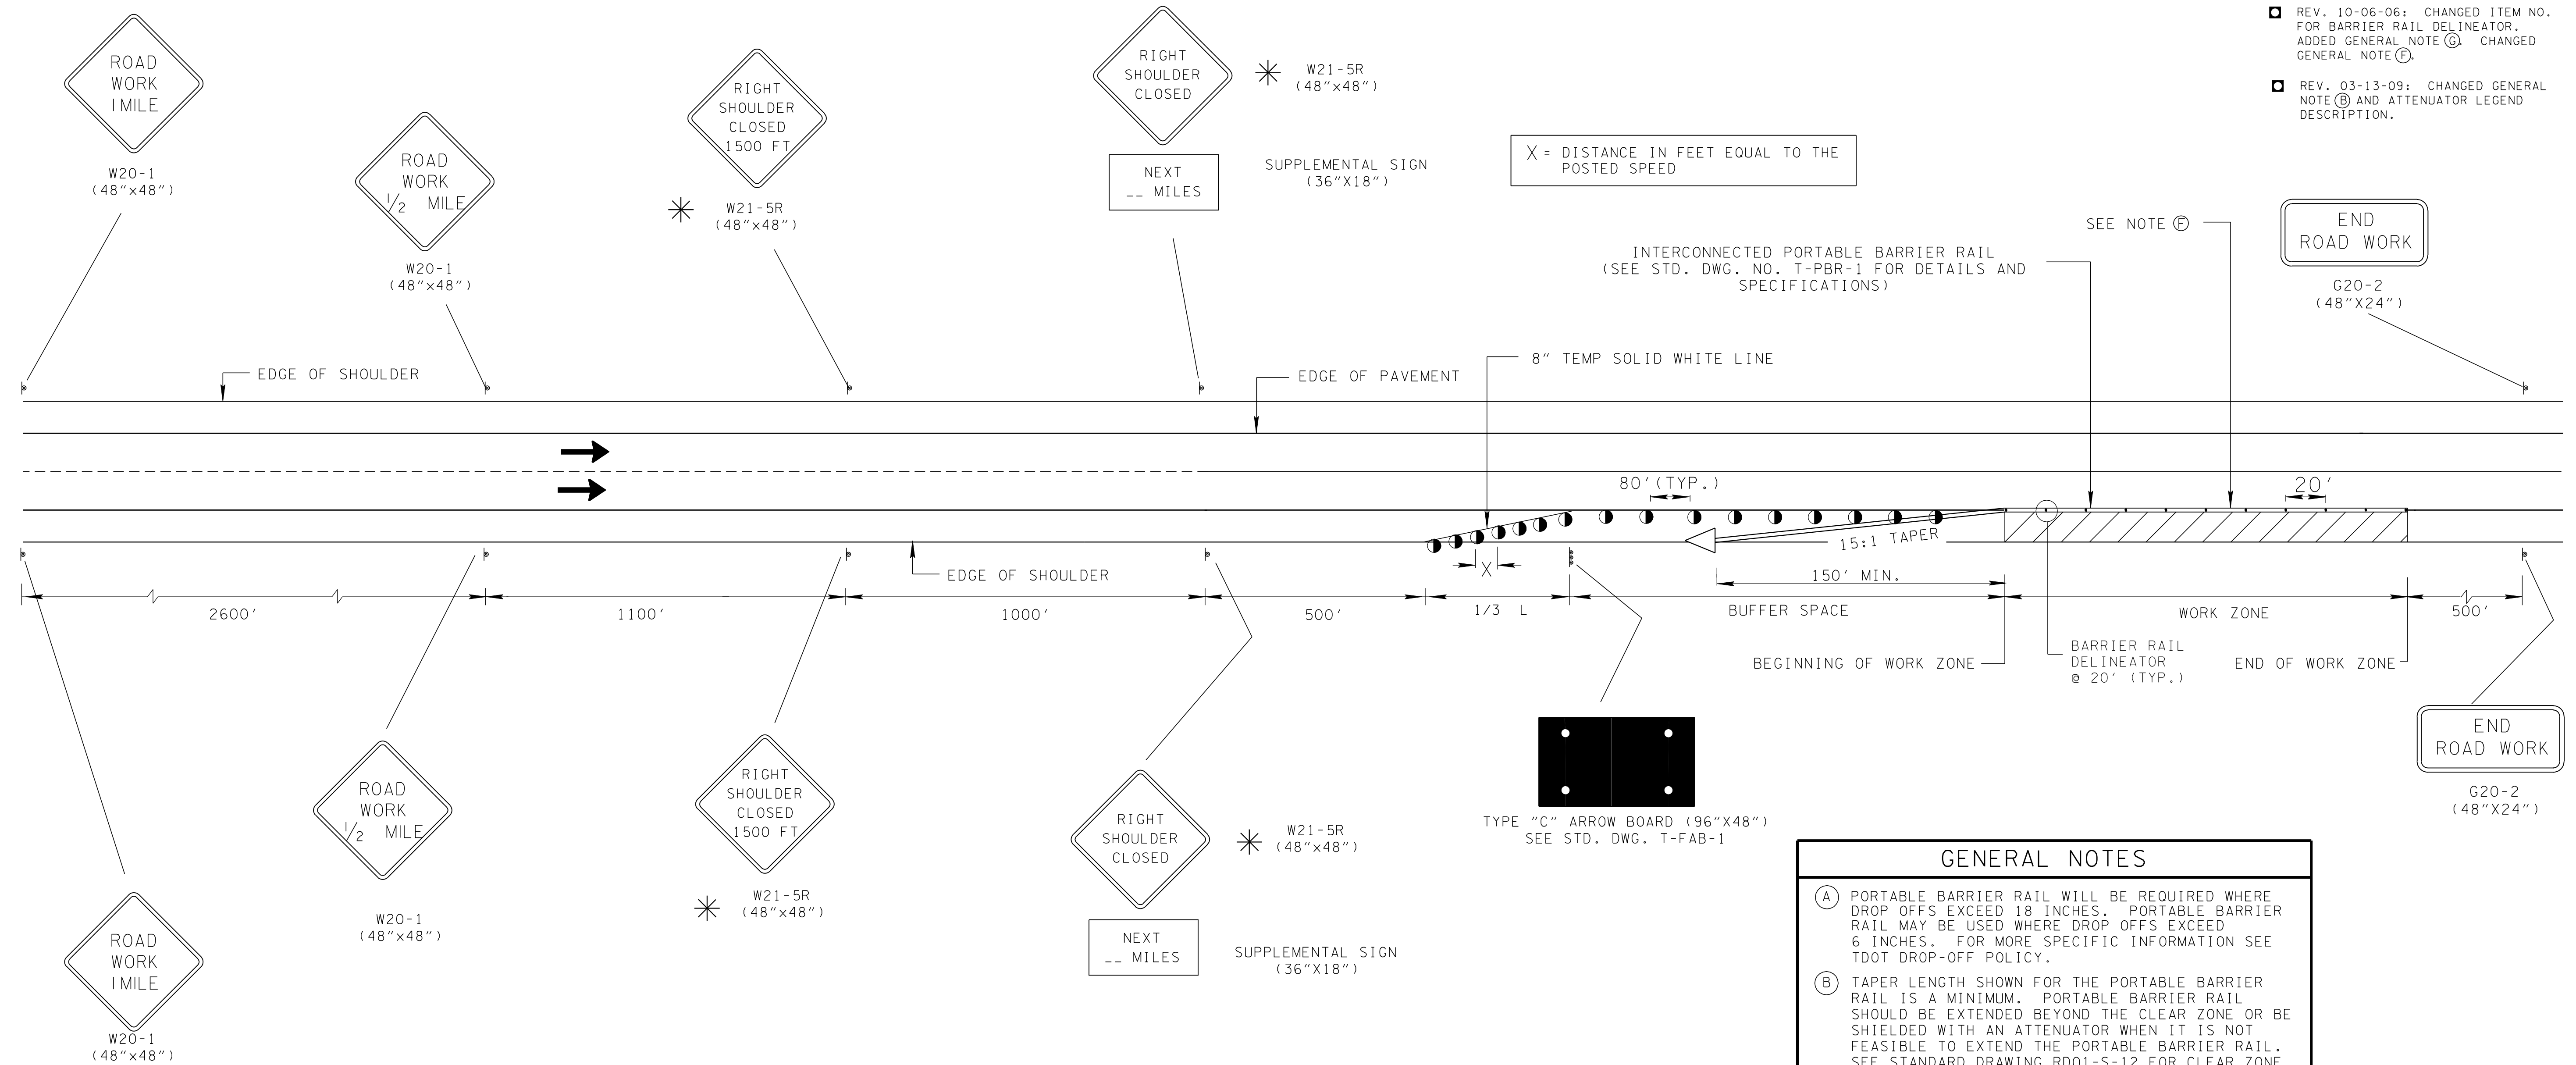 ROAD
WORK
1 MILE
W20-1
(48"x48")
ROAD
WORK
1/2 MILE
W20-1
(48"x48")
RIGHT
SHOULDER
CLOSED
1500 FT
W21-5R
(48"x48")
RIGHT
SHOULDER
CLOSED
W21-5R
(48"x48")
NEXT
__ MILES
SUPPLEMENTAL SIGN
(36"X18")
X = DISTANCE IN FEET EQUAL TO THE
POSTED SPEED
REV. 10-06-06: CHANGED ITEM NO.
FOR BARRIER RAIL DELINEATOR.
ADDED GENERAL NOTE G. CHANGED
GENERAL NOTE F.
REV. 03-13-09: CHANGED GENERAL
NOTE B AND ATTENUATOR LEGEND
DESCRIPTION.
SEE NOTE F
INTERCONNECTED PORTABLE BARRIER RAIL
(SEE STD. DWG. NO. T-PBR-1 FOR DETAILS AND
SPECIFICATIONS)
END
ROAD WORK
G20-2
(48"X24")
EDGE OF SHOULDER
EDGE OF PAVEMENT
8" TEMP SOLID WHITE LINE
80'(TYP.)
20'
15:1 TAPER
X
EDGE OF SHOULDER
150' MIN.
2600'
1100'
1000'
500'
1/3 L
BUFFER SPACE
WORK ZONE
500'
BEGINNING OF WORK ZONE
BARRIER RAIL
DELINEATOR
@ 20' (TYP.)
END OF WORK ZONE
ROAD
WORK
1 MILE
W20-1
(48"x48")
ROAD
WORK
1/2 MILE
W20-1
(48"x48")
RIGHT
SHOULDER
CLOSED
1500 FT
W21-5R
(48"x48")
RIGHT
SHOULDER
CLOSED
W21-5R
(48"x48")
NEXT
__ MILES
SUPPLEMENTAL SIGN
(36"X18")
TYPE "C" ARROW BOARD (96"X48")
SEE STD. DWG. T-FAB-1
END
ROAD WORK
G20-2
(48"X24")
GENERAL NOTES
A PORTABLE BARRIER RAIL WILL BE REQUIRED WHERE
DROP OFFS EXCEED 18 INCHES. PORTABLE BARRIER
RAIL MAY BE USED WHERE DROP OFFS EXCEED
6 INCHES. FOR MORE SPECIFIC INFORMATION SEE
TDOT DROP-OFF POLICY.
B TAPER LENGTH SHOWN FOR THE PORTABLE BARRIER
RAIL IS A MINIMUM. PORTABLE BARRIER RAIL
SHOULD BE EXTENDED BEYOND THE CLEAR ZONE OR BE
SHIELDED WITH AN ATTENUATOR WHEN IT IS NOT
FEASIBLE TO EXTEND THE PORTABLE BARRIER RAIL.
SEE STANDARD DRAWING RD01-S-12 FOR CLEAR ZONE